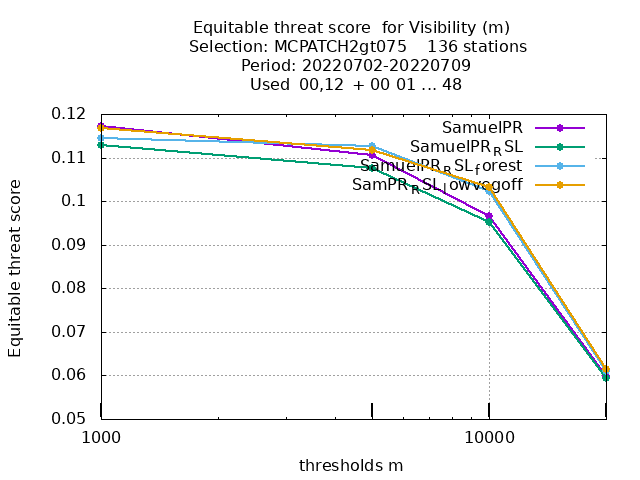 Equitable threat score for Visibility (m)
Selection: MCPATCH2gt075 136 stations
Period: 20220702-20220709
Used 00,12 + 00 01 ... 48
0.12
0.11
0.1
0.09
0.08
0.07
0.06
0.05
Equitable threat score
SamuelPR
SamuelPR_RSL
SamuelPR_RSL_forest
SamPR_RSL_lowvegoff
1000
10000
thresholds m